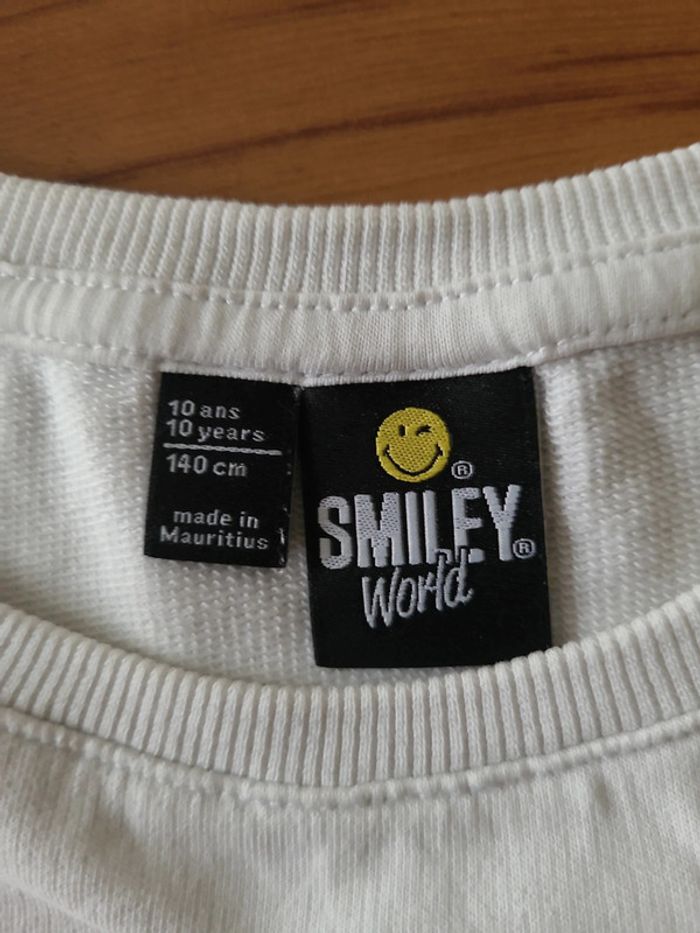 10 ans
10 years
140 cm
made in
Mauritius
®
SMILEY®
World